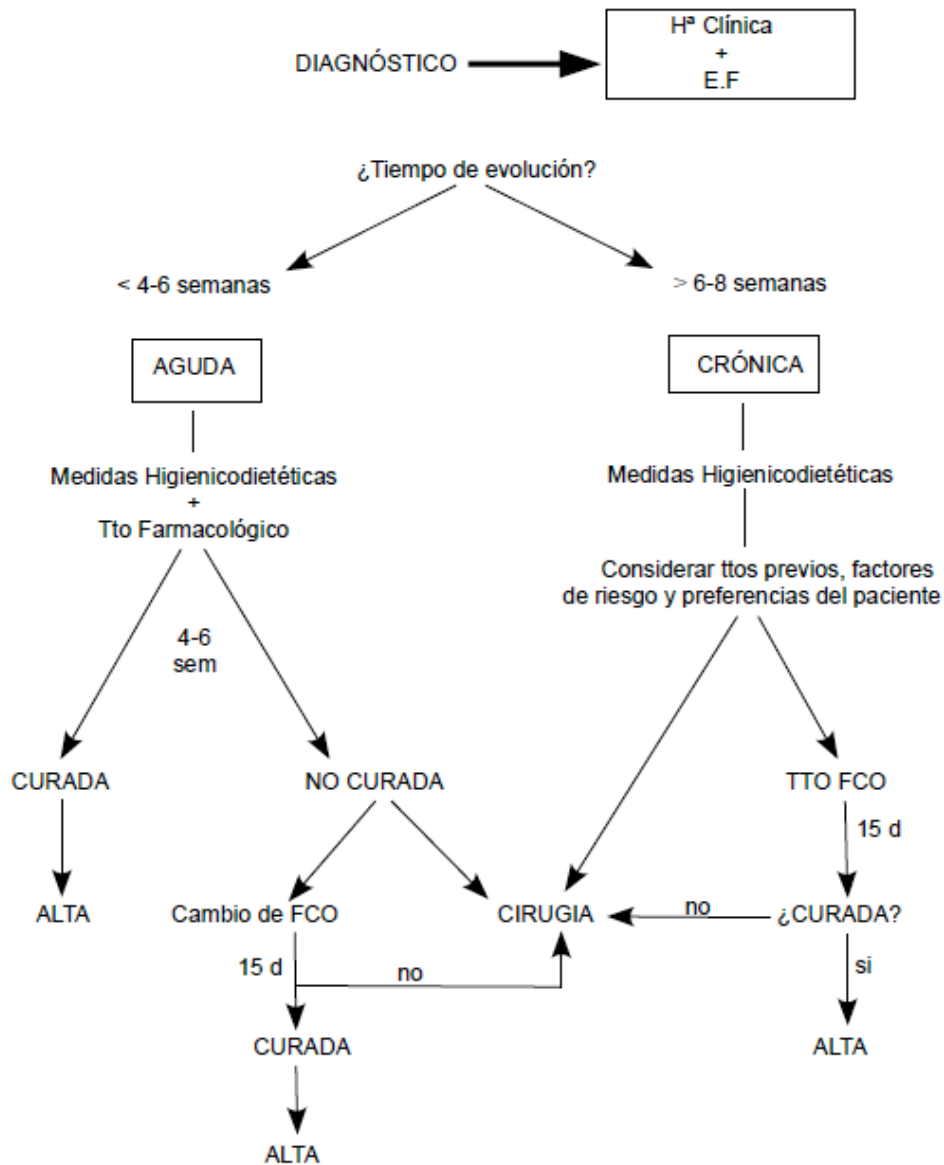 DIAGNÓSTICO
Hª Clínica
+
E.F
¿Tiempo de evolución?
< 4-6 semanas
> 6-8 semanas
AGUDA
CRÓNICA
Medidas Higienicodietéticas
+
Tto Farmacológico
Medidas Higienicodietéticas
Considerar ttos previos, factores
de riesgo y preferencias del paciente
4-6
sem
CURADA
NO CURADA
TTO FCO
15 d
ALTA
Cambio de FCO
CIRUGIA
no
¿CURADA?
15 d
no
si
CURADA
ALTA
ALTA